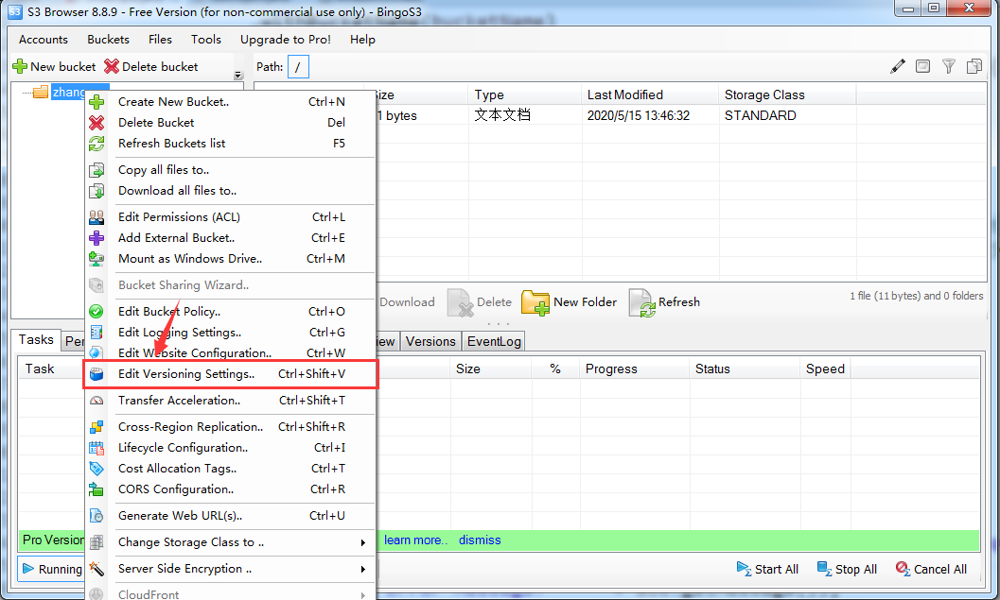 S3 Browser 8.8.9 - Free Version (for non-commercial use only) - BingoS3
Accounts Buckets Files Tools Upgrade to Pro! Help
New bucket Delete bucket Path: /
zhang
Size Type Last Modified Storage Class
1 bytes 文本文档 2020/5/15 13:46:32 STANDARD
Create New Bucket.. Ctrl+N
Delete Bucket Del
Refresh Buckets list F5
Copy all files to..
Download all files to..
Edit Permissions (ACL) Ctrl+L
Add External Bucket.. Ctrl+E
Mount as Windows Drive.. Ctrl+M
Bucket Sharing Wizard..
Edit Bucket Policy.. Ctrl+O
Edit Logging Settings.. Ctrl+G
Edit Website Configuration.. Ctrl+W
Edit Versioning Settings.. Ctrl+Shift+V
Transfer Acceleration.. Ctrl+Shift+T
Cross-Region Replication.. Ctrl+Shift+R
Lifecycle Configuration.. Ctrl+I
Cost Allocation Tags.. Ctrl+T
CORS Configuration.. Ctrl+R
Generate Web URL(s).. Ctrl+U
Change Storage Class to ..
Server Side Encryption ..
CloudFront
Download Delete New Folder Refresh 1 file (11 bytes) and 0 folders
Tasks Per iew Versions EventLog
Task Size % Progress Status Speed
Pro Version learn more.. dismiss
Running Start All Stop All Cancel All